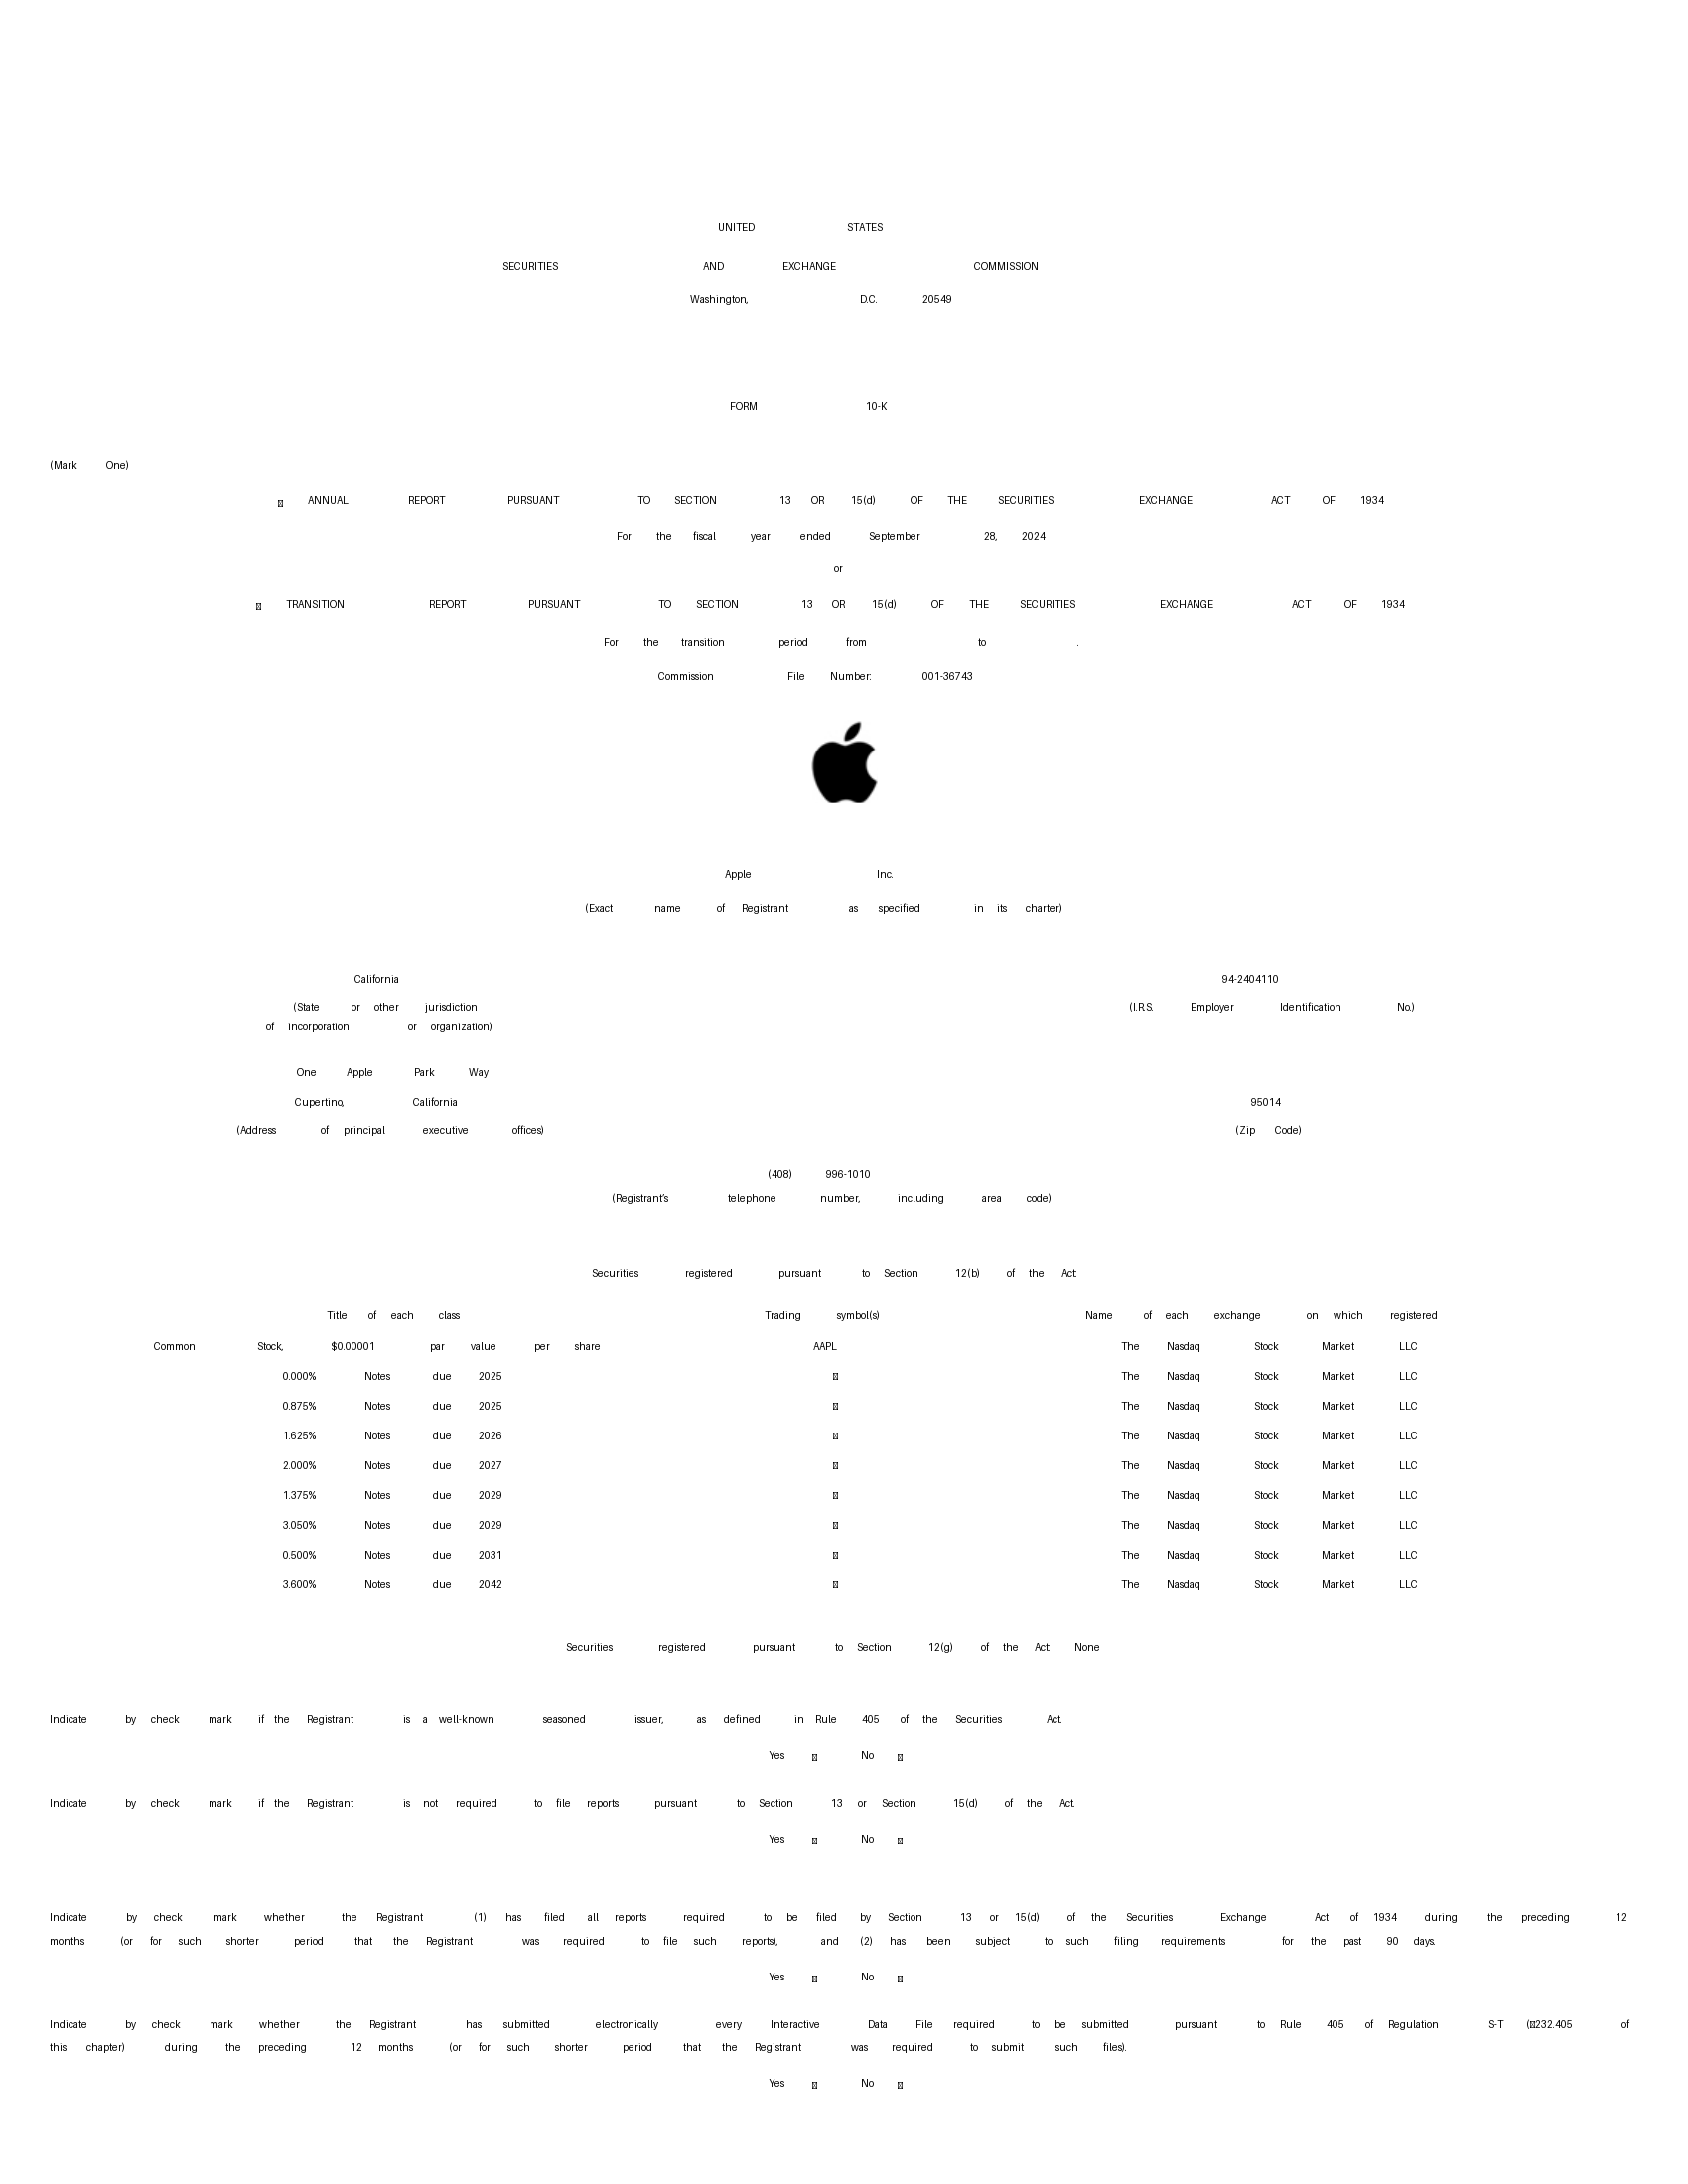 UNITED STATES
SECURITIES AND EXCHANGE COMMISSION
Washington, D.C. 20549
FORM 10-K
(Mark One)
ANNUAL REPORT PURSUANT TO SECTION 13 OR 15(d) OF THE SECURITIES EXCHANGE ACT OF 1934
For the fiscal year ended September 28, 2024
or
TRANSITION REPORT PURSUANT TO SECTION 13 OR 15(d) OF THE SECURITIES EXCHANGE ACT OF 1934
For the transition period from to .
Commission File Number: 001-36743
Apple Inc.
(Exact name of Registrant as specified in its charter)
California 94-2404110
(State or other jurisdiction (I.R.S. Employer Identification No.)
of incorporation or organization)
One Apple Park Way
Cupertino, California 95014
(Address of principal executive offices) (Zip Code)
(408) 996-1010
(Registrant's telephone number, including area code)
Securities registered pursuant to Section 12(b) of the Act:
Title of each class Trading symbol(s) Name of each exchange on which registered
Common Stock, $0.00001 par value per share AAPL The Nasdaq Stock Market LLC
0.000% Notes due 2025 The Nasdaq Stock Market LLC
0.875% Notes due 2025 The Nasdaq Stock Market LLC
1.625% Notes due 2026 The Nasdaq Stock Market LLC
2.000% Notes due 2027 The Nasdaq Stock Market LLC
1.375% Notes due 2029 The Nasdaq Stock Market LLC
3.050% Notes due 2029 The Nasdaq Stock Market LLC
0.500% Notes due 2031 The Nasdaq Stock Market LLC
3.600% Notes due 2042 The Nasdaq Stock Market LLC
Securities registered pursuant to Section 12(g) of the Act: None
Indicate by check mark if the Registrant is a well-known seasoned issuer, as defined in Rule 405 of the Securities Act.
Yes No
Indicate by check mark if the Registrant is not required to file reports pursuant to Section 13 or Section 15(d) of the Act.
Yes No
Indicate by check mark whether the Registrant (1) has filed all reports required to be filed by Section 13 or 15(d) of the Securities Exchange Act of 1934 during the preceding 12
months (or for such shorter period that the Registrant was required to file such reports), and (2) has been subject to such filing requirements for the past 90 days.
Yes No
Indicate by check mark whether the Registrant has submitted electronically every Interactive Data File required to be submitted pursuant to Rule 405 of Regulation S-T (232.405 of
this chapter) during the preceding 12 months (or for such shorter period that the Registrant was required to submit such files).
Yes No